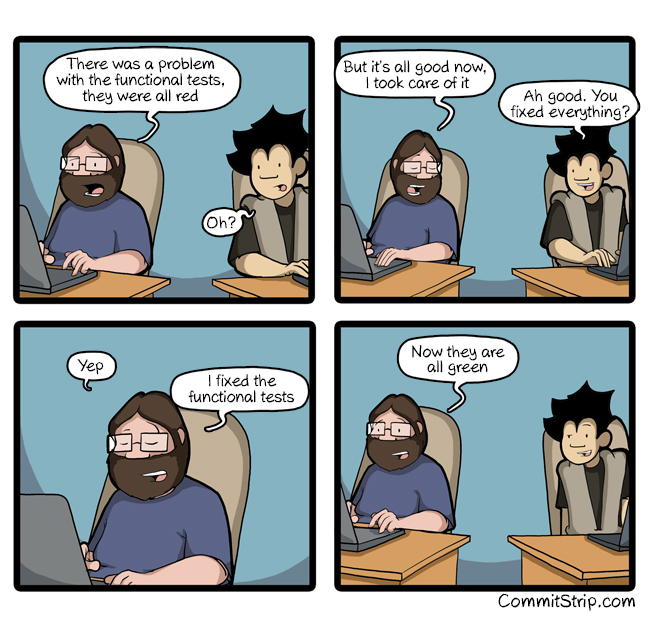 There was a problem
with the functional tests,
they were all red
Oh?
But it's all good now,
I took care of it
Ah good. You
fixed everything?
Yep
I fixed the
functional tests
Now they are
all green
CommitStrip.com